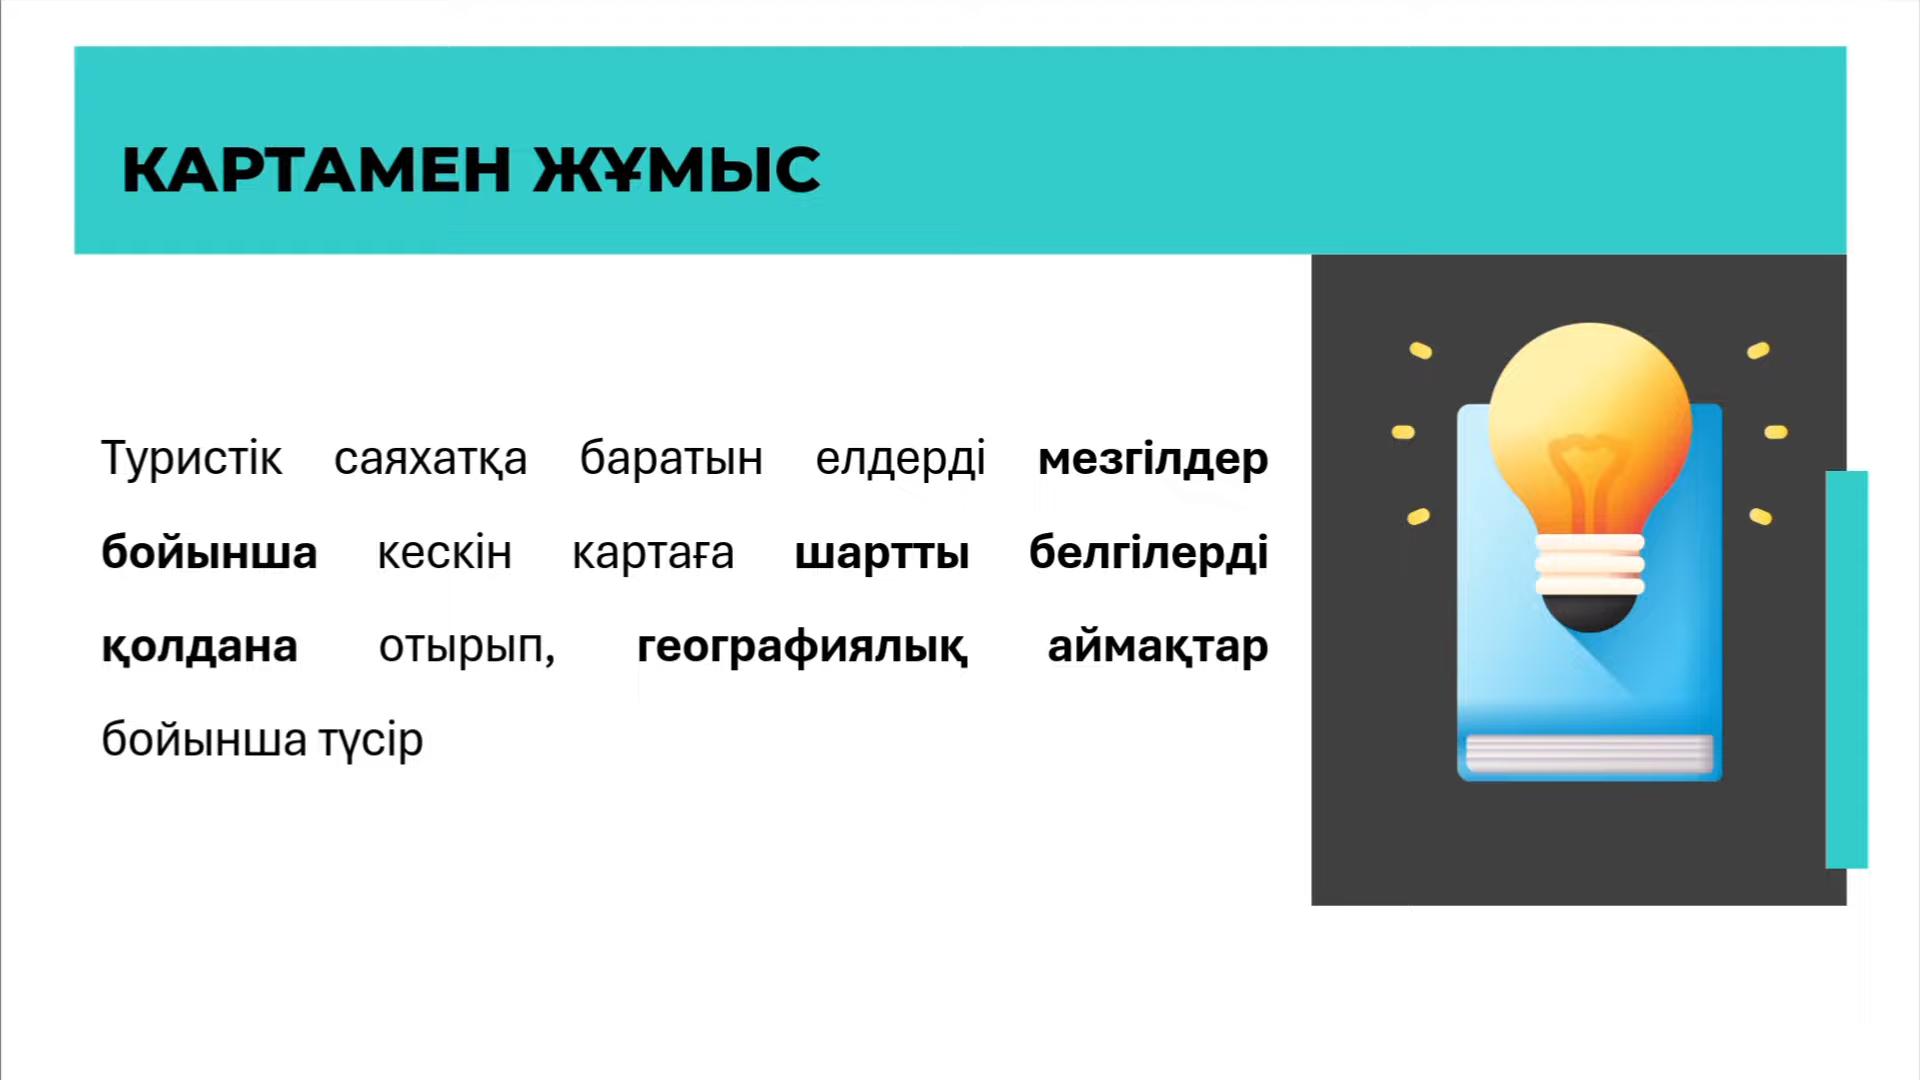 КАРТАМЕН ЖҰМЫС
Туристік саяхатқа баратын елдерді мезгілдер
бойынша кескін картаға шартты белгілерді
қолдана отырып, географиялық аймақтар
бойынша түсір